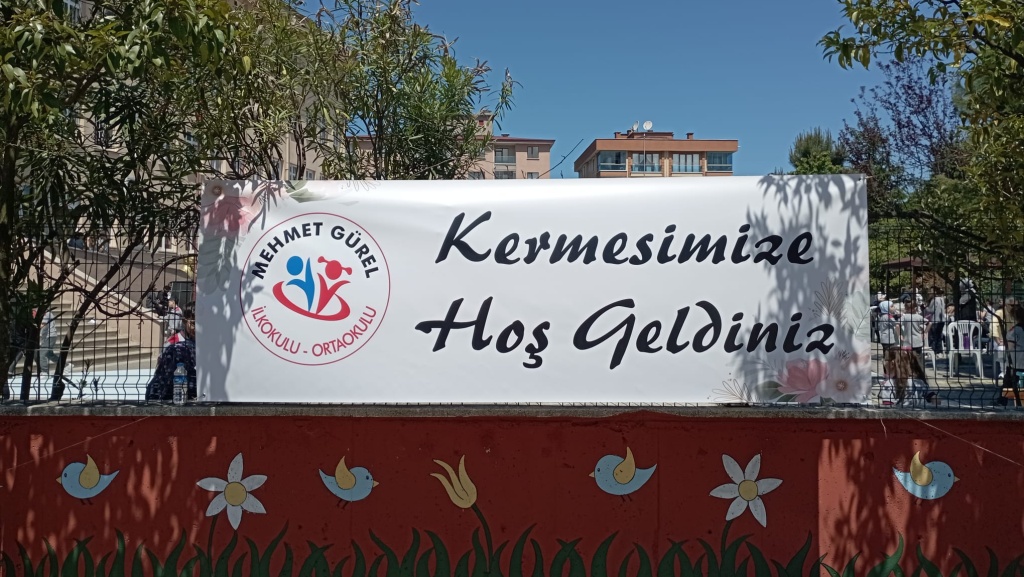 MEHMET GÜREL
İLKOKULU - ORTAOKULU
Kermesimize
Hoş Geldiniz